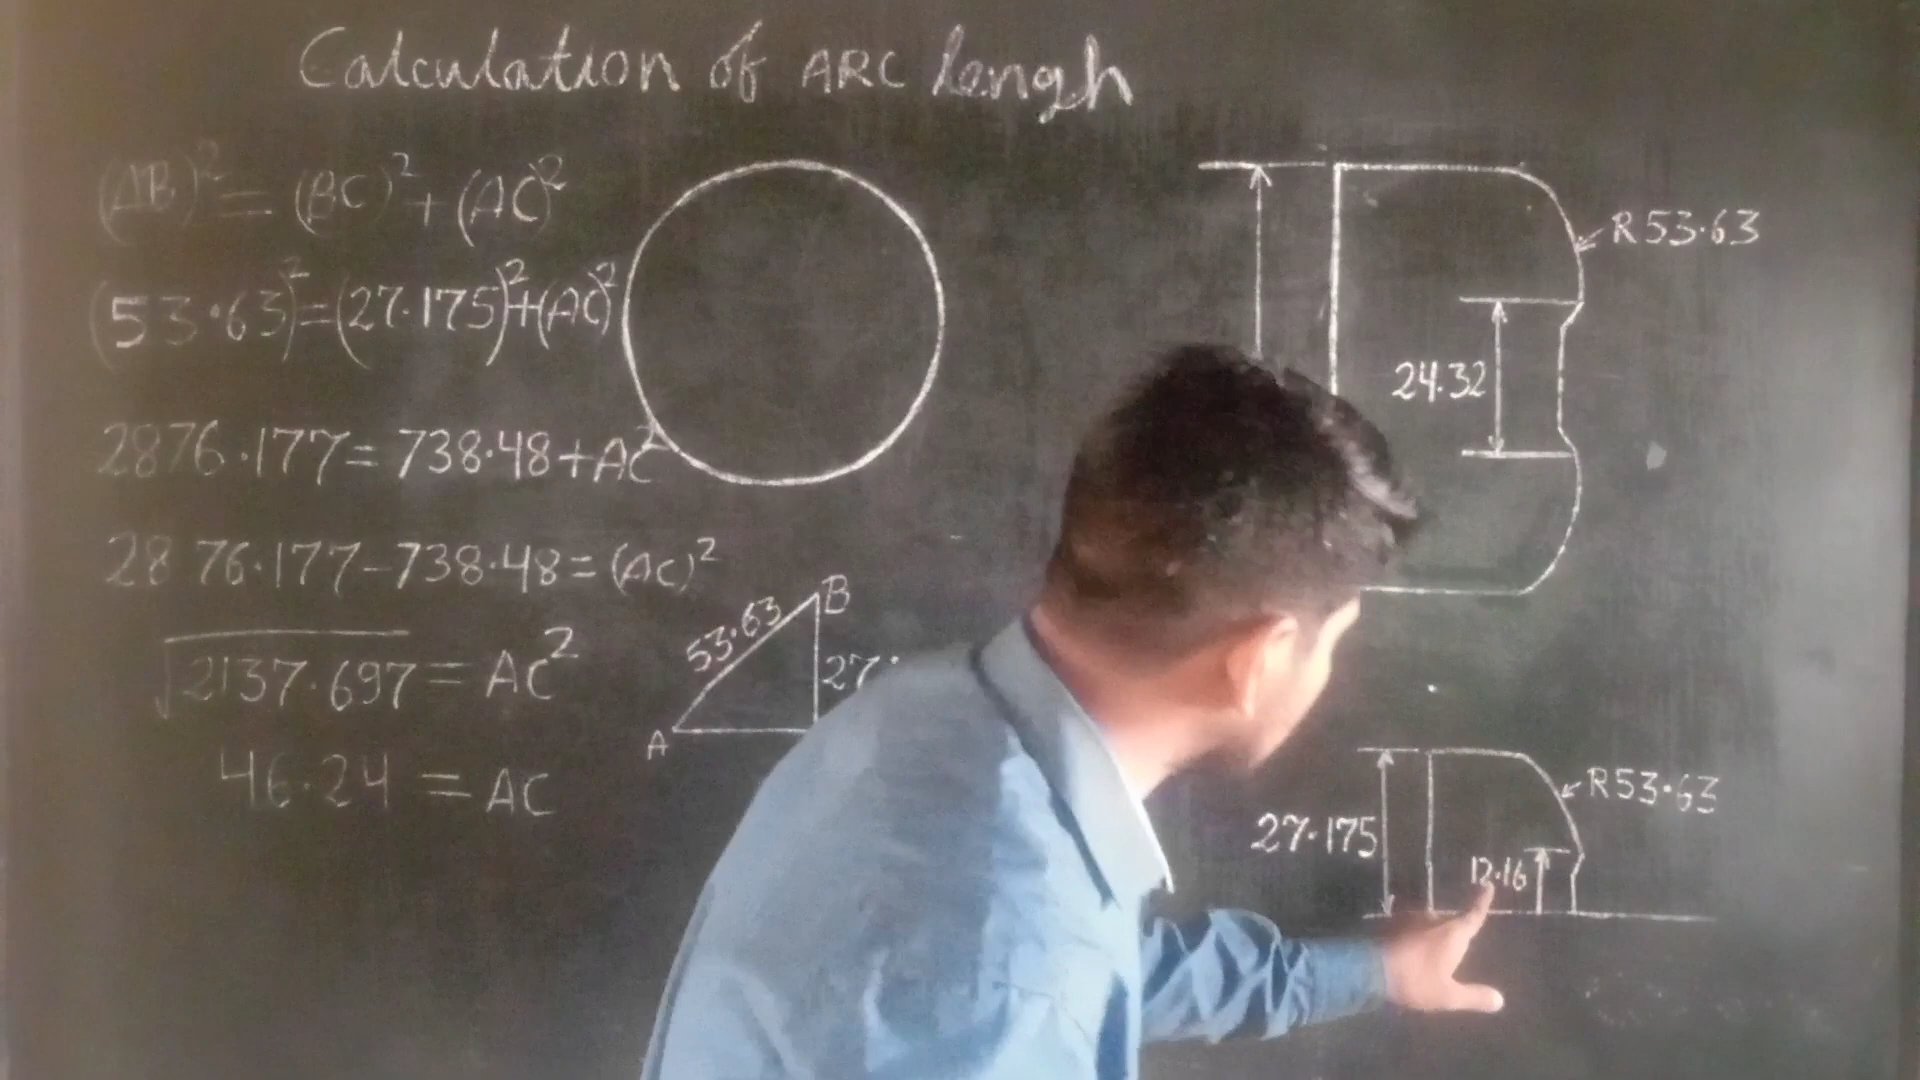 Calculation of ARC Lengh
(AB)² = (BC)² + (AC)²
(53.63)² = (27.175)² + (AC)²
2876.177 = 738.48 + AC²
2876.177 - 738.48 = (AC)²
√2137.697 = AC²
46.24 = AC
53.63
B
27.
A
R53.63
24.32
R53.63
27.175
12.16